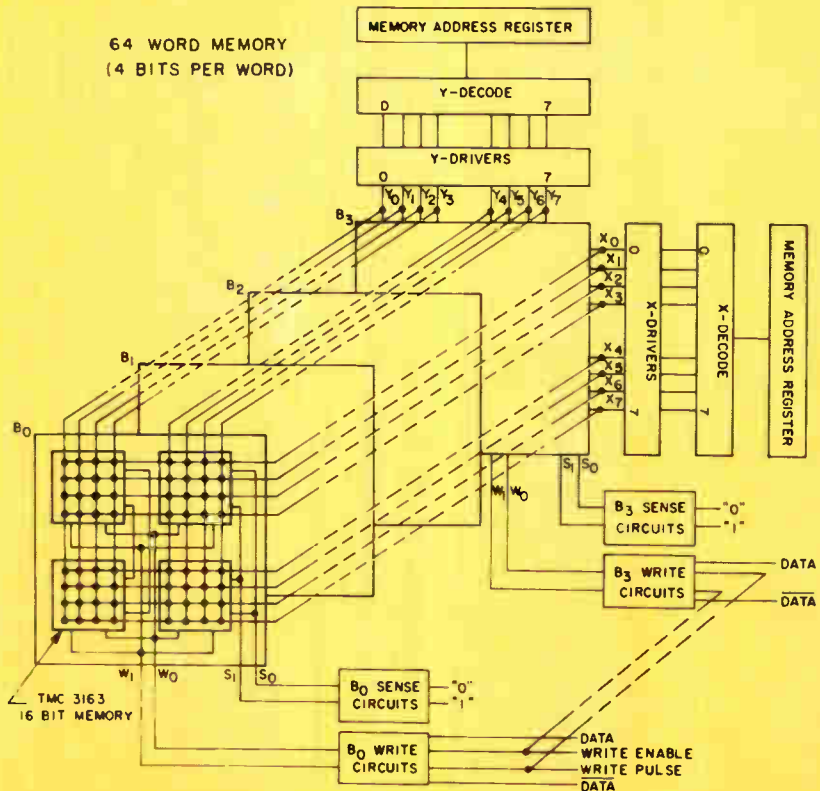 64 WORD MEMORY
(4 BITS PER WORD)
MEMORY ADDRESS REGISTER
Y-DECODE
D 7
Y-DRIVERS
0 7
Y0 Y1 Y2 Y3 Y4 Y5 Y6 Y7
B3
B2
B1
B0
X0
X1
X2
X3
X4
X5
X6
X7
0
7
X-DRIVERS
0
7
X-DECODE
MEMORY ADDRESS REGISTER
S1 S0
W1 W0
B3 SENSE
CIRCUITS
"0"
"1"
B3 WRITE
CIRCUITS
DATA
D̅A̅T̅A̅
W1 W0 S1 S0
TMC 3163
16 BIT MEMORY
B0 SENSE
CIRCUITS
"0"
"1"
B0 WRITE
CIRCUITS
DATA
WRITE ENABLE
WRITE PULSE
D̅A̅T̅A̅